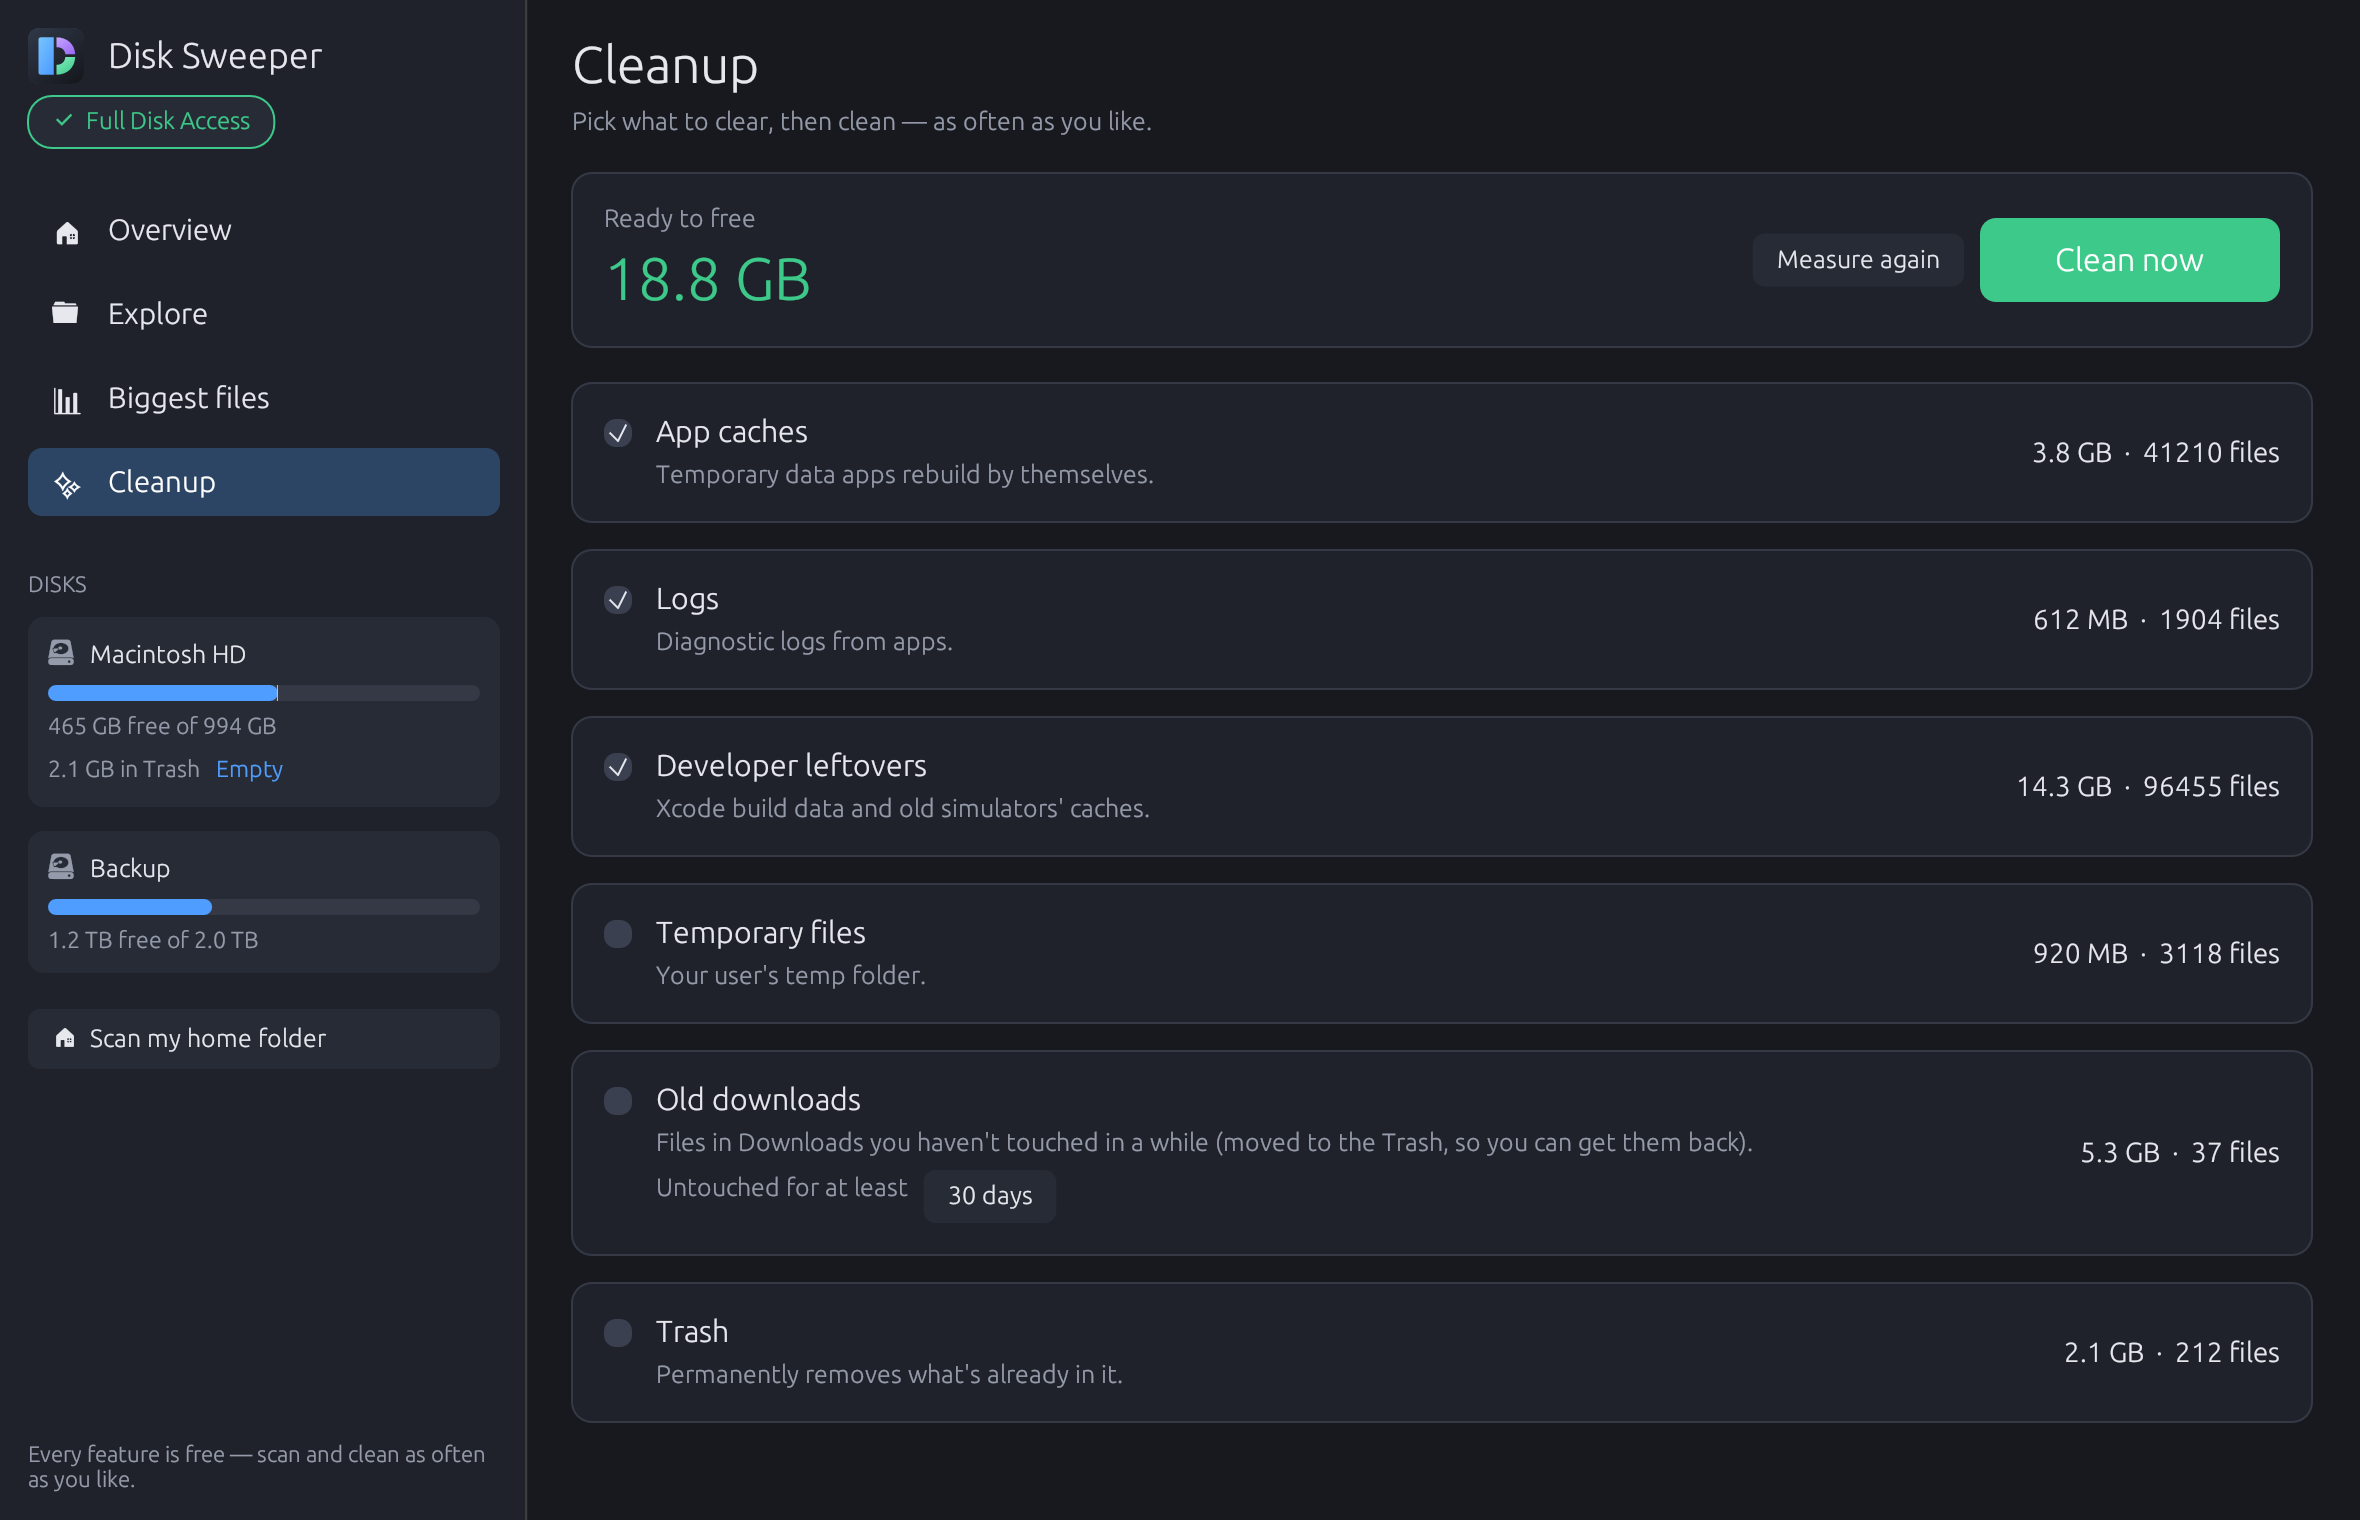 Disk Sweeper
Full Disk Access
Overview
Explore
Biggest files
Cleanup
DISKS
Macintosh HD
465 GB free of 994 GB
2.1 GB in Trash Empty
Backup
1.2 TB free of 2.0 TB
Scan my home folder
Every feature is free — scan and clean as often
as you like.
Cleanup
Pick what to clear, then clean — as often as you like.
Ready to free
18.8 GB
Measure again
Clean now
App caches
Temporary data apps rebuild by themselves.
3.8 GB · 41210 files
Logs
Diagnostic logs from apps.
612 MB · 1904 files
Developer leftovers
Xcode build data and old simulators' caches.
14.3 GB · 96455 files
Temporary files
Your user's temp folder.
920 MB · 3118 files
Old downloads
Files in Downloads you haven't touched in a while (moved to the Trash, so you can get them back).
Untouched for at least 30 days
5.3 GB · 37 files
Trash
Permanently removes what's already in it.
2.1 GB · 212 files